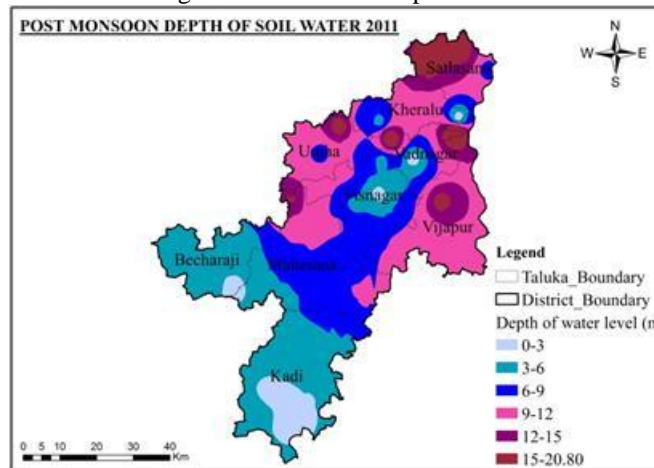 POST MONSOON DEPTH OF SOIL WATER 2011
N
W E
S
Satlasana
Kheralu
Unjha
Vadnagar
Visnagar
Vijapur
Becharaji
Mahesana
Kadi
Legend
Taluka_Boundary
District_Boundary
Depth of water level (m
0-3
3-6
6-9
9-12
12-15
15-20.80
0 5 10 20 30 40
Km